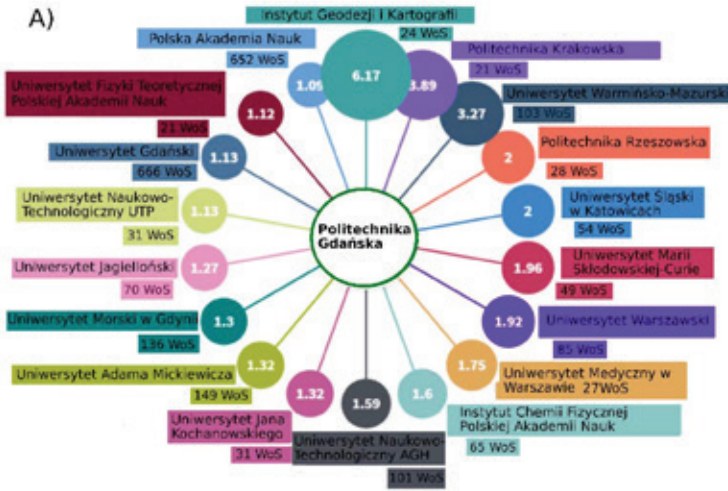 A)
Instytut Geodezji i Kartografii
24 WoS
6.17
Politechnika Krakowska
21 WoS
3.89
Uniwersytet Warmińsko-Mazurski
103 WoS
3.27
Politechnika Rzeszowska
28 WoS
2
Uniwersytet Śląski
w Katowicach
54 WoS
2
Uniwersytet Marii
Skłodowskiej-Curie
49 WoS
1.96
Uniwersytet Warszawski
85 WoS
1.92
Uniwersytet Medyczny w
Warszawie 27WoS
1.75
Instytut Chemii Fizycznej
Polskiej Akademii Nauk
65 WoS
1.6
Uniwersytet Naukowo-
Technologiczny AGH
101 WoS
1.59
Uniwersytet Jana
Kochanowskiego
31 WoS
1.32
Uniwersytet Adama Mickiewicza
149 WoS
1.32
Uniwersytet Morski w Gdyni
136 WoS
1.3
Uniwersytet Jagielloński
70 WoS
1.27
Uniwersytet Naukowo-
Technologiczny UTP
31 WoS
1.13
Uniwersytet Gdański
666 WoS
1.13
Uniwersytet Fizyki Teoretycznej
Polskiej Akademii Nauk
21 WoS
1.12
Polska Akademia Nauk
652 WoS
1.09
Politechnika
Gdańska